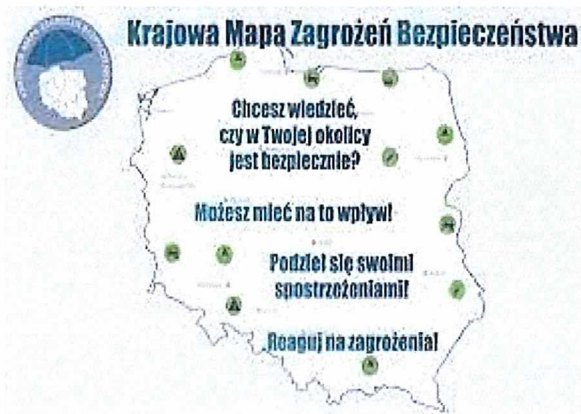 Krajowa Mapa Zagrożeń Bezpieczeństwa
Chcesz wiedzieć,
czy w Twojej okolicy
jest bezpiecznie?
Możesz mieć na to wpływ!
Podziel się swoimi
spostrzeżeniami!
Reaguj na zagrożenia!